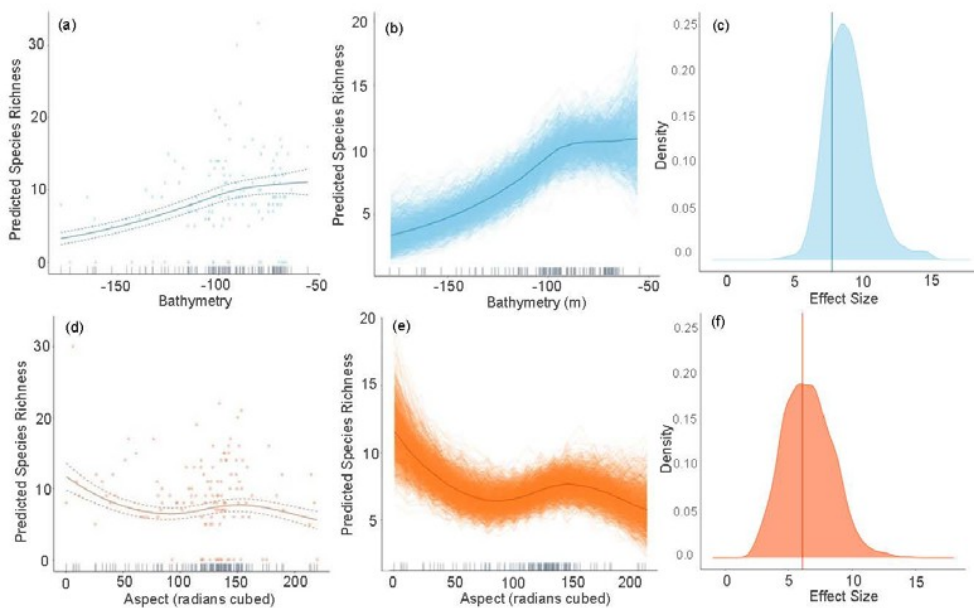 (a)
Predicted Species Richness
30
20
10
0
-150
-100
-50
Bathymetry
(b)
Predicted Species Richness
20
15
10
5
-150
-100
-50
Bathymetry (m)
(c)
Density
0.25
0.20
0.15
0.10
0.05
0.0
0
5
10
15
Effect Size
(d)
Predicted Species Richness
30
20
10
0
0
50
100
150
200
Aspect (radians cubed)
(e)
Predicted Species Richness
20
15
10
5
0
50
100
150
200
Aspect (radians cubed)
(f)
Density
0.25
0.20
0.15
0.10
0.05
0.0
0
5
10
15
Effect Size